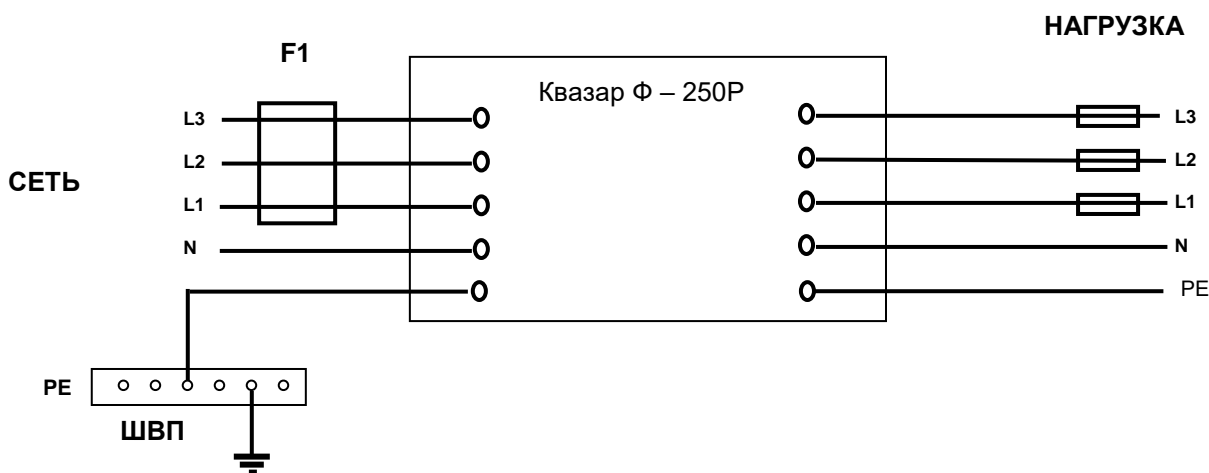 НАГРУЗКА
F1
Квазар Ф – 250Р
L3
L3
L2
L2
СЕТЬ
L1
L1
N
N
PE
PE
ШВП